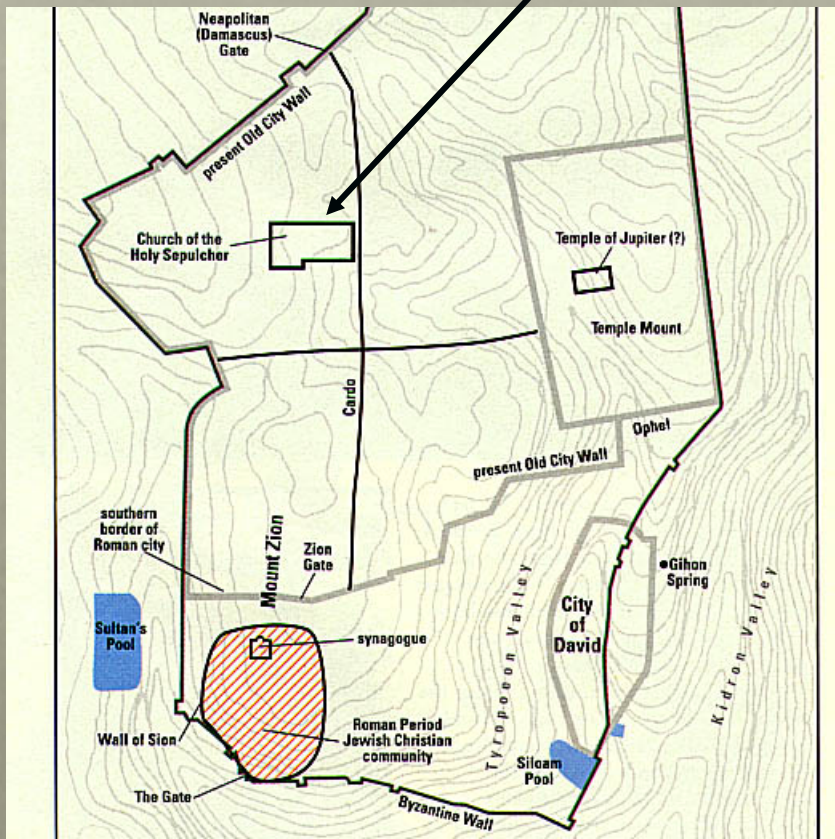 Neapolitan
(Damascus)
Gate
present Old City Wall
Church of the
Holy Sepulcher
Temple of Jupiter (?)
Temple Mount
Cardo
Ophel
present Old City Wall
southern
border of
Roman city
Mount Zion
Zion
Gate
Gihon
Spring
City
of
David
Sultan's
Pool
synagogue
Tyropoeon Valley
Kidron Valley
Wall of Sion
Roman Period
Jewish Christian
community
Siloam
Pool
The Gate
Byzantine Wall